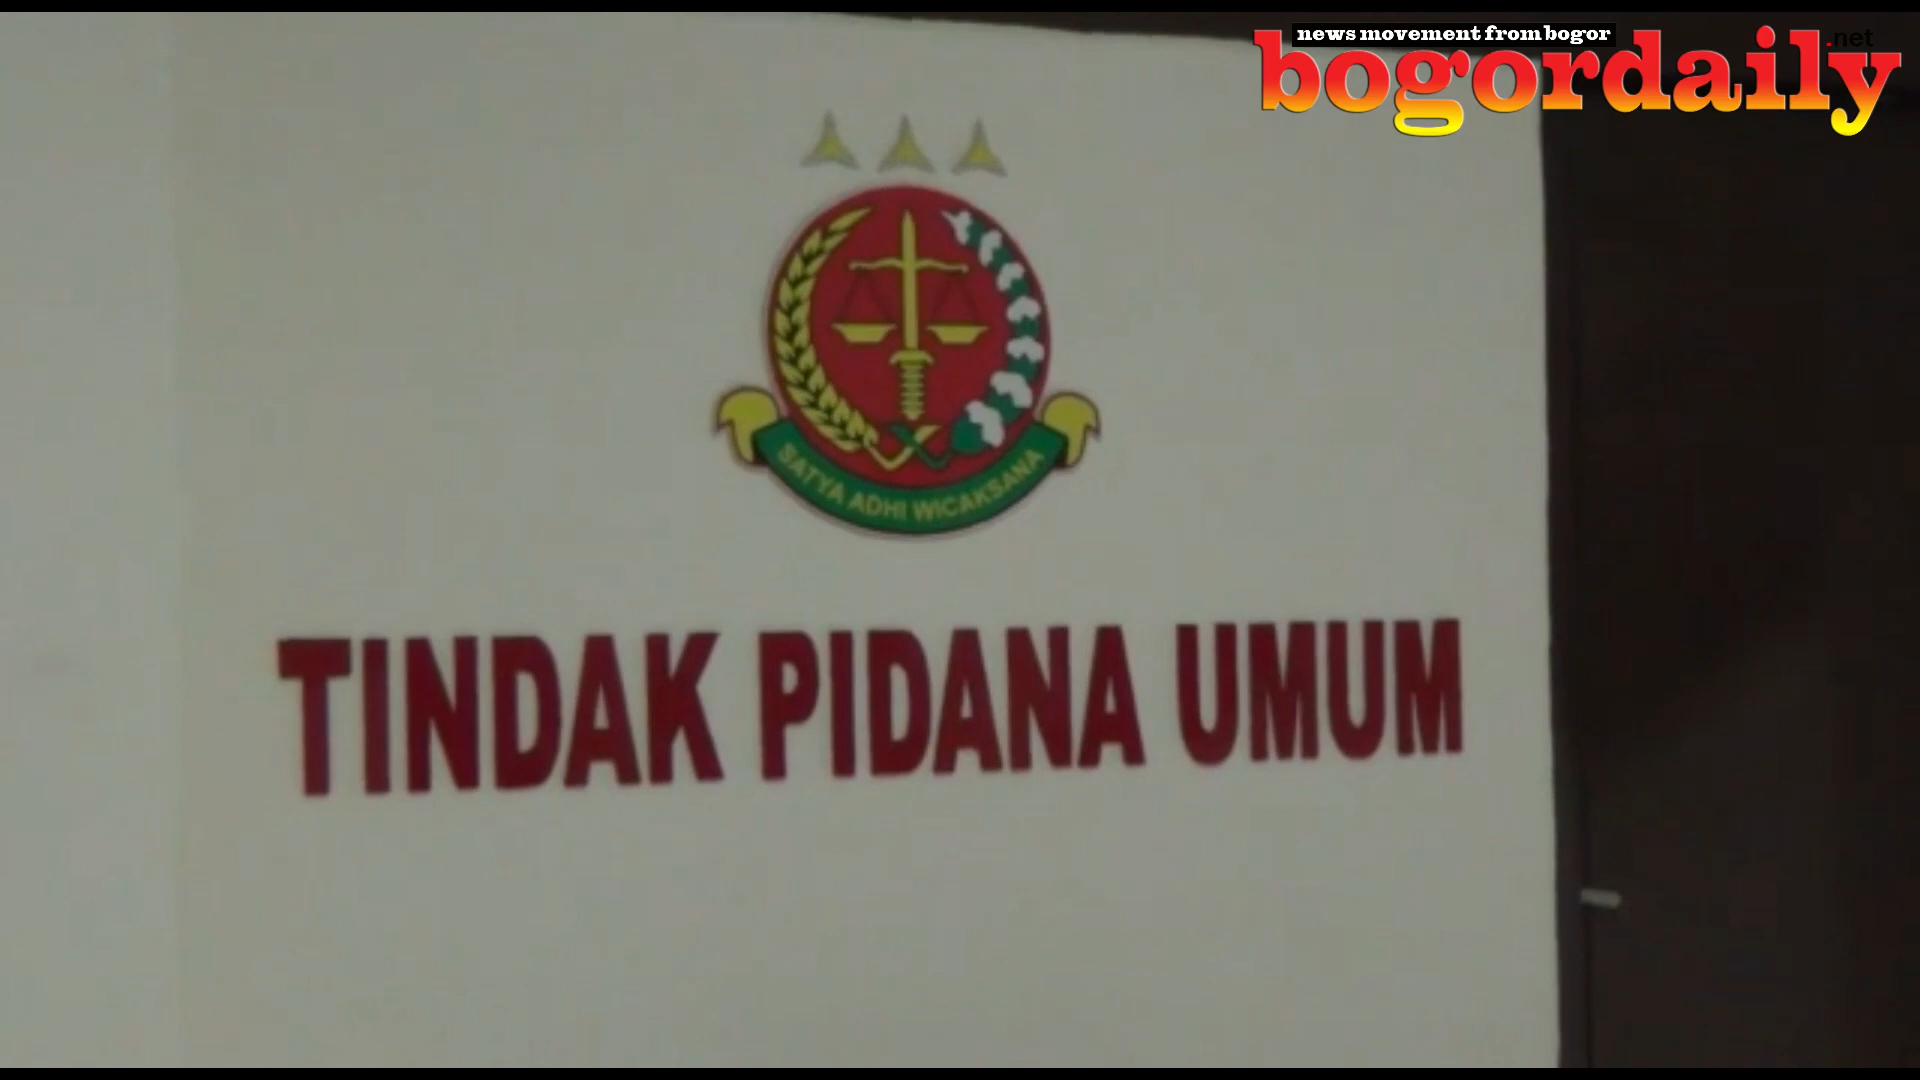 news movement from bogor
bogordaily
.net
SATYA ADHI WICAKSANA
TINDAK PIDANA UMUM